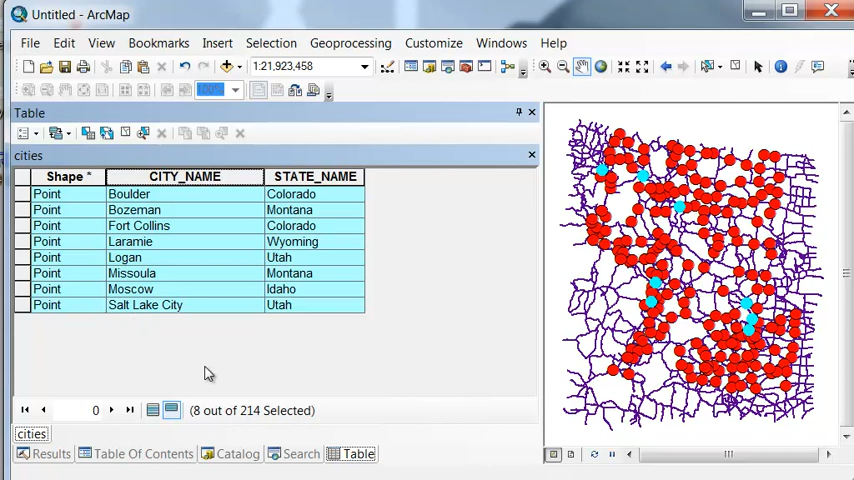 Untitled - ArcMap
File Edit View Bookmarks Insert Selection Geoprocessing Customize Windows Help
1:21,923,458
100%
Table
cities
Shape * CITY_NAME STATE_NAME
Point Boulder Colorado
Point Bozeman Montana
Point Fort Collins Colorado
Point Laramie Wyoming
Point Logan Utah
Point Missoula Montana
Point Moscow Idaho
Point Salt Lake City Utah
0 (8 out of 214 Selected)
cities
Results Table Of Contents Catalog Search Table